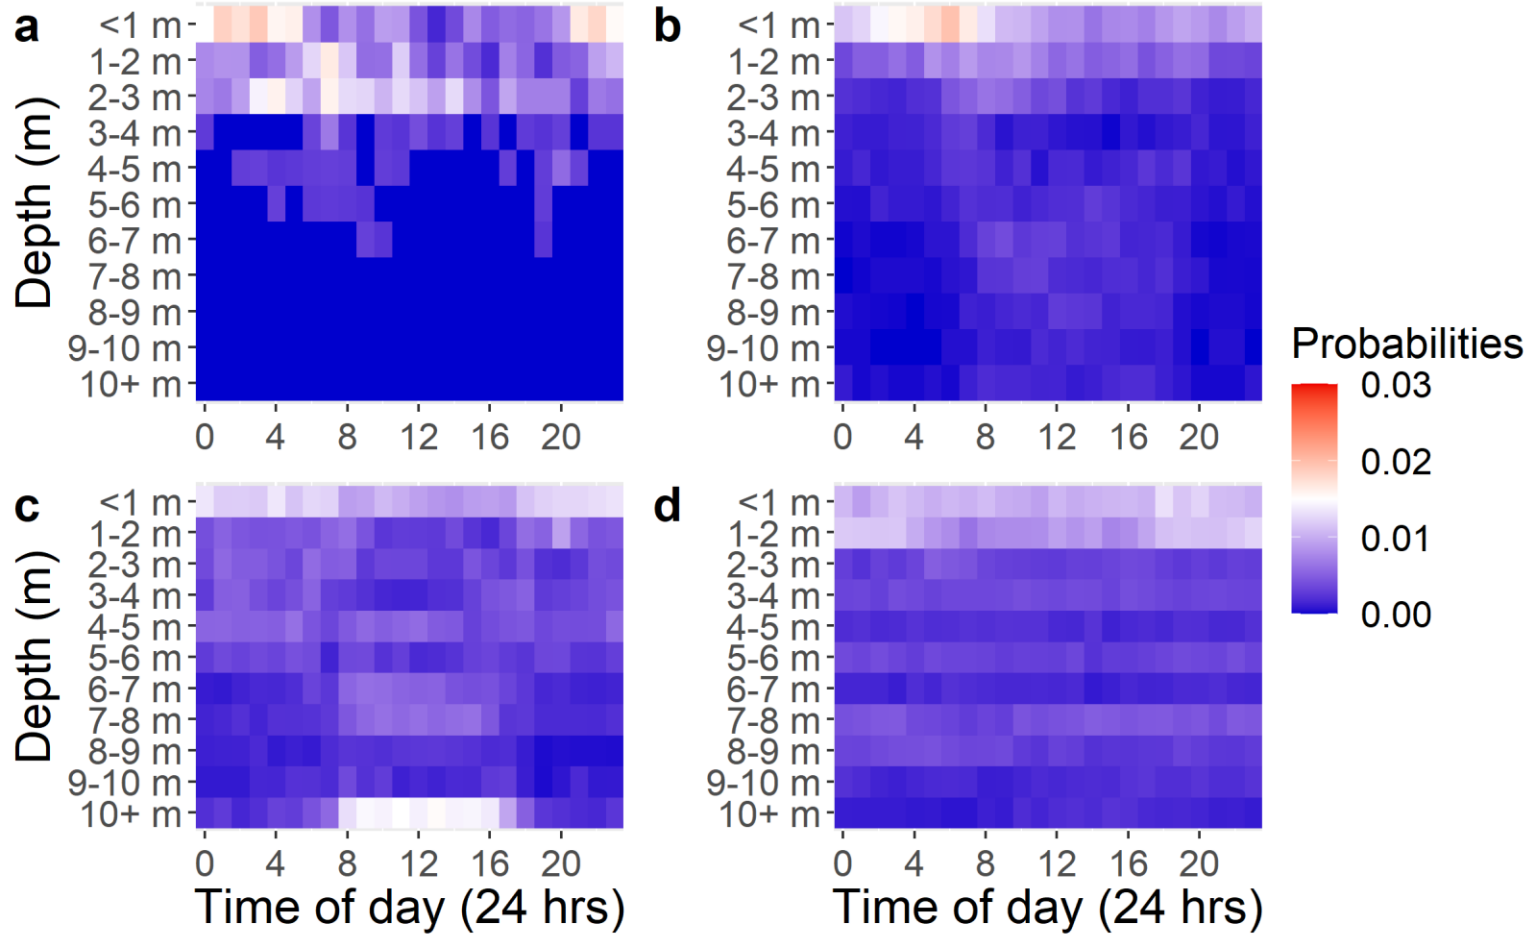 a
Depth (m)
<1 m
1-2 m
2-3 m
3-4 m
4-5 m
5-6 m
6-7 m
7-8 m
8-9 m
9-10 m
10+ m
0 4 8 12 16 20
b
<1 m
1-2 m
2-3 m
3-4 m
4-5 m
5-6 m
6-7 m
7-8 m
8-9 m
9-10 m
10+ m
0 4 8 12 16 20
c
Depth (m)
<1 m
1-2 m
2-3 m
3-4 m
4-5 m
5-6 m
6-7 m
7-8 m
8-9 m
9-10 m
10+ m
0 4 8 12 16 20
Time of day (24 hrs)
d
<1 m
1-2 m
2-3 m
3-4 m
4-5 m
5-6 m
6-7 m
7-8 m
8-9 m
9-10 m
10+ m
0 4 8 12 16 20
Time of day (24 hrs)
Probabilities
0.03
0.02
0.01
0.00